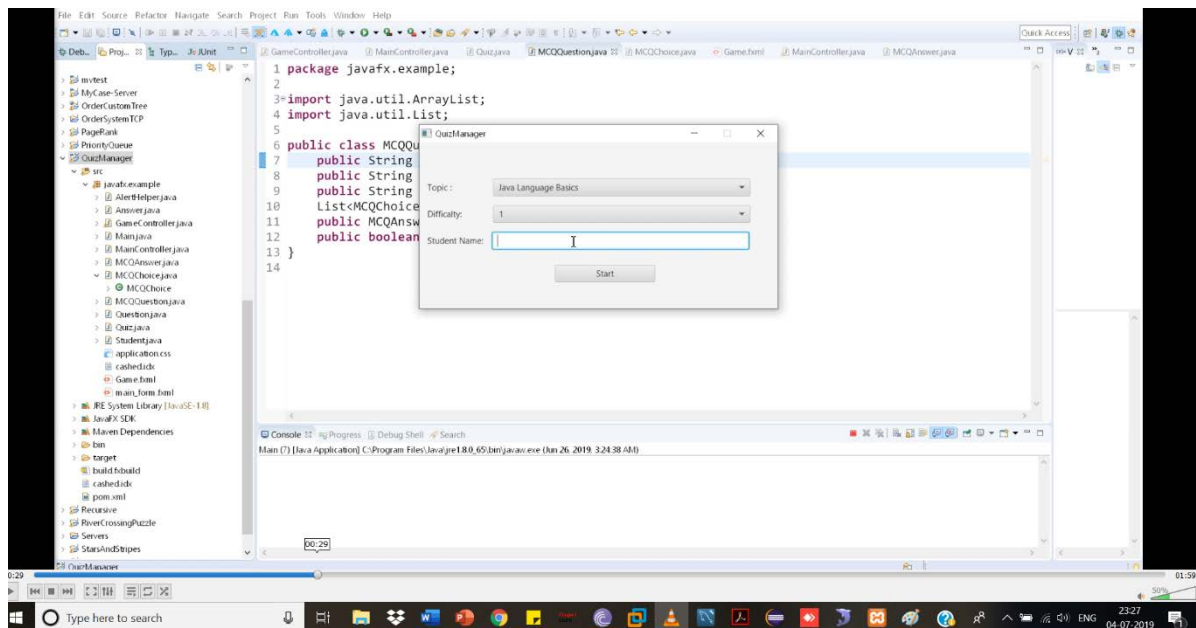 File Edit Source Refactor Navigate Search Project Run Tools Window Help
Quick Access
Deb... Proj... Typ... JUnit
GameController.java MainController.java Quiz.java MCQQuestion.java MCQChoice.java Game.fxml MainController.java MCQAnswer.java
mvtest
MyCase-Server
OrderCustomTree
OrderSystemTCP
PageRank
PriorityQueue
QuizManager
src
javafx.example
AlertHelper.java
Answer.java
GameController.java
Main.java
MainController.java
MCQAnswer.java
MCQChoice.java
MCQChoice
MCQQuestion.java
Question.java
Quiz.java
Student.java
application.css
cashed.idx
Game.fxml
main_form.fxml
JRE System Library [JavaSE-1.8]
JavaFX SDK
Maven Dependencies
bin
target
build.fxbuild
cashed.idx
pom.xml
Recursive
RiverCrossingPuzzle
Servers
StarsAndStripes
1 package javafx.example;
2
3 import java.util.ArrayList;
4 import java.util.List;
5
6 public class MCQQu
7 public String
8 public String
9 public String
10 List<MCQChoice
11 public MCQAnsw
12 public boolean
13 }
14
QuizManager
Topic : Java Language Basics
Difficalty: 1
Student Name:
Start
Console Progress Debug Shell Search
Main (7) [Java Application] C:\Program Files\Java\jre1.8.0_65\bin\javaw.exe (Jun 26, 2019, 3:24:38 AM)
00:29
QuizManager
0:29 01:59
50%
Type here to search
ENG
23:27
04-07-2019